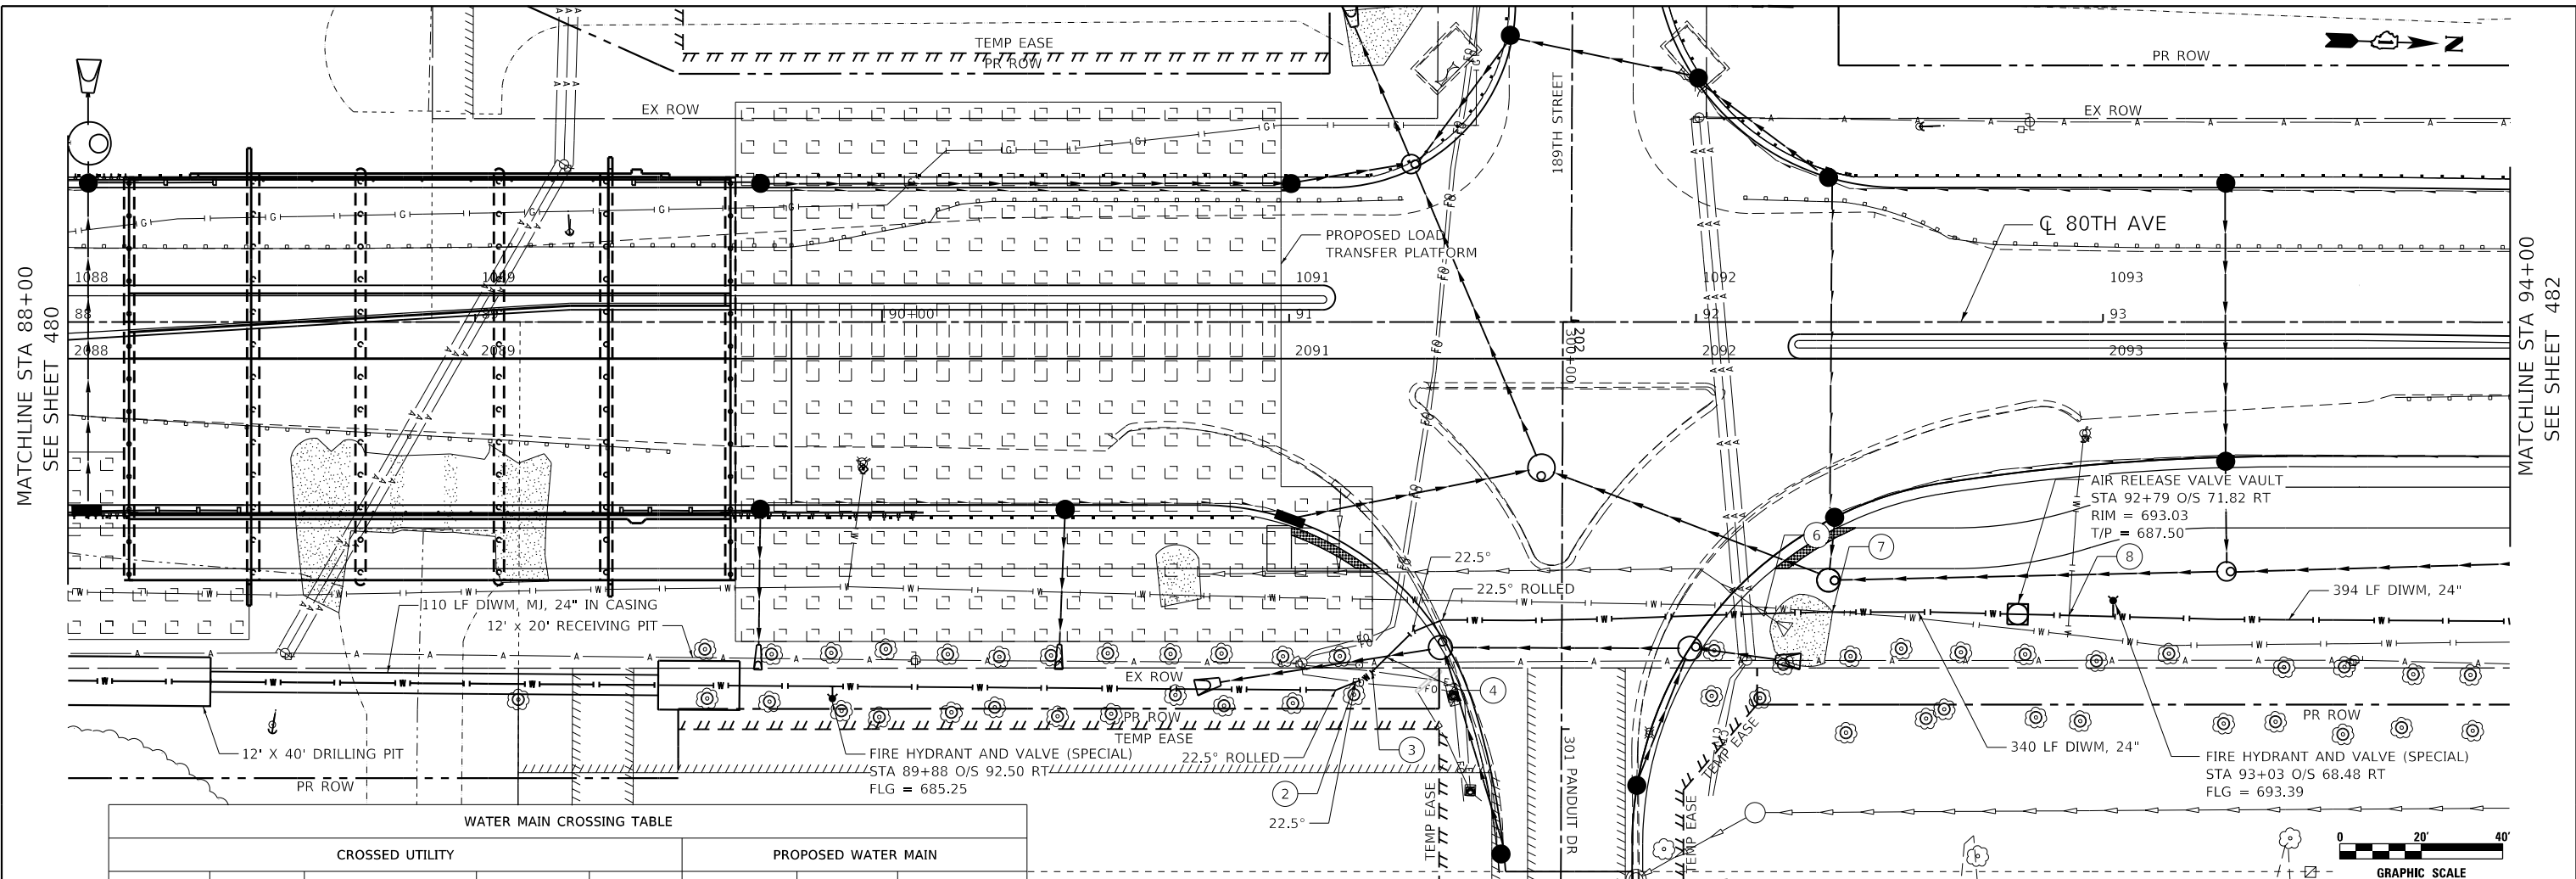 TEMP EASE
PR ROW
EX ROW
189TH STREET
PR ROW
EX ROW
N
MATCHLINE STA 88+00
SEE SHEET 480
PROPOSED LOAD
TRANSFER PLATFORM
℄ 80TH AVE
MATCHLINE STA 94+00
SEE SHEET 482
1088
1089
1091
1092
1093
88
90+00
91
92
93
2088
2089
2091
2092
2093
202
300+00
AIR RELEASE VALVE VAULT
STA 92+79 O/S 71.82 RT
RIM = 693.03
T/P = 687.50
6
7
8
22.5°
22.5° ROLLED
394 LF DIWM, 24"
110 LF DIWM, MJ, 24" IN CASING
12' X 20' RECEIVING PIT
EX ROW
4
PR ROW
TEMP EASE
12' X 40' DRILLING PIT
PR ROW
FIRE HYDRANT AND VALVE (SPECIAL)
STA 89+88 O/S 92.50 RT
FLG = 685.25
22.5° ROLLED
3
2
22.5°
TEMP EASE
301 PANDUIT DR
TEMP EASE
TEMP EASE
340 LF DIWM, 24"
PR ROW
FIRE HYDRANT AND VALVE (SPECIAL)
STA 93+03 O/S 68.48 RT
FLG = 693.39
WATER MAIN CROSSING TABLE
CROSSED UTILITY
PROPOSED WATER MAIN
0 20' 40'
GRAPHIC SCALE